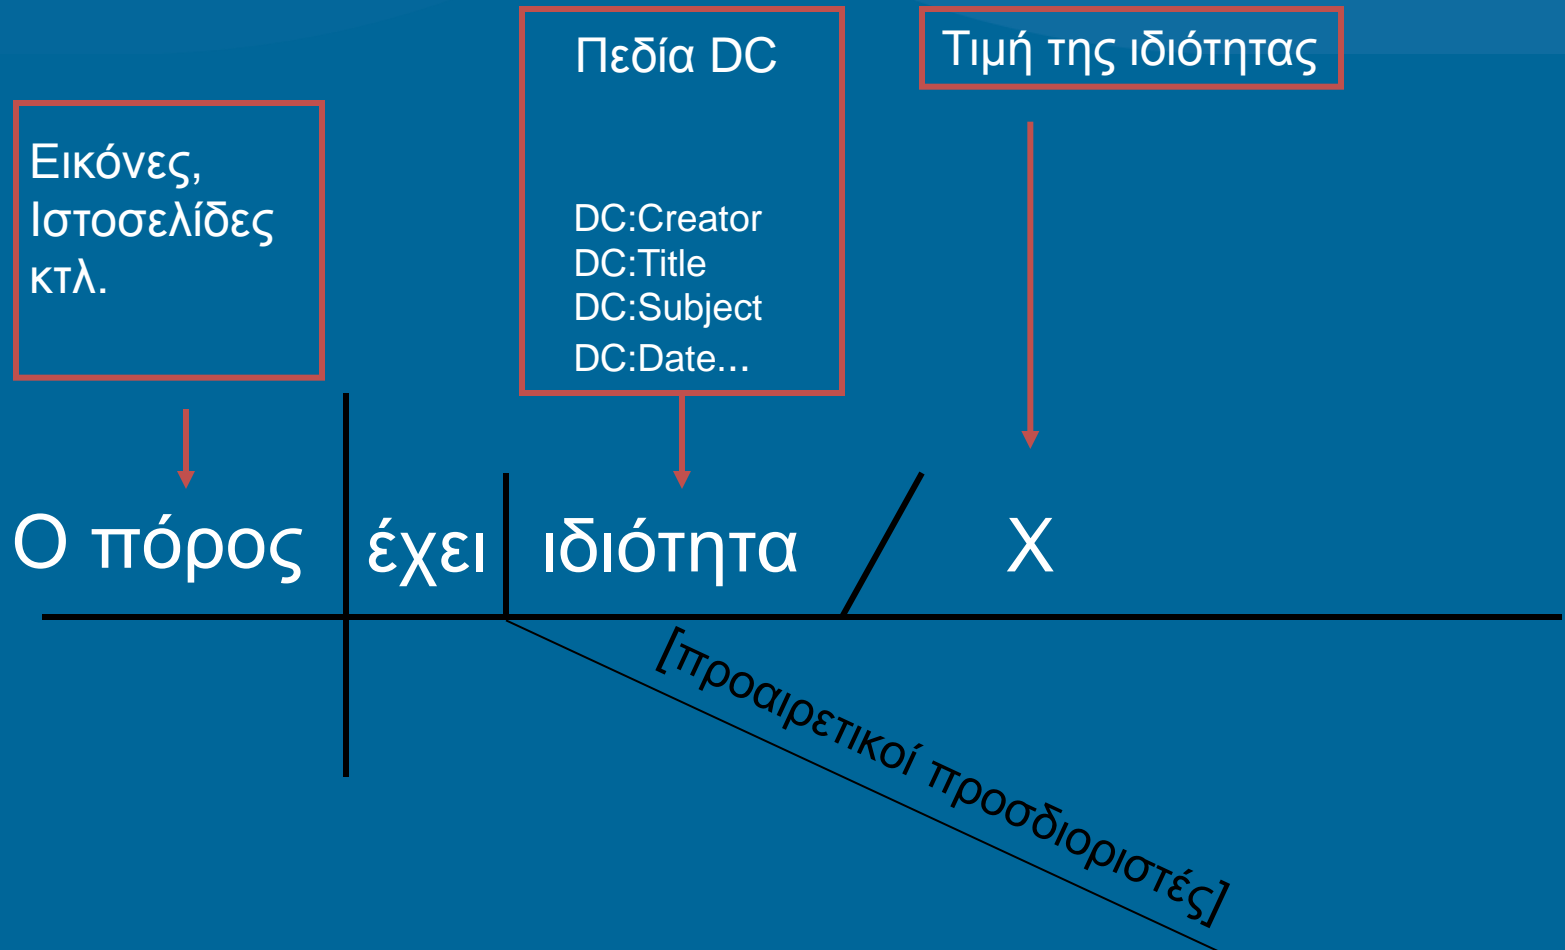 Πεδία DC
Τιμή της ιδιότητας
Εικόνες,
Ιστοσελίδες
κτλ.
DC:Creator
DC:Title
DC:Subject
DC:Date...
Ο πόρος έχει ιδιότητα Χ
[προαιρετικοί προσδιοριστές]